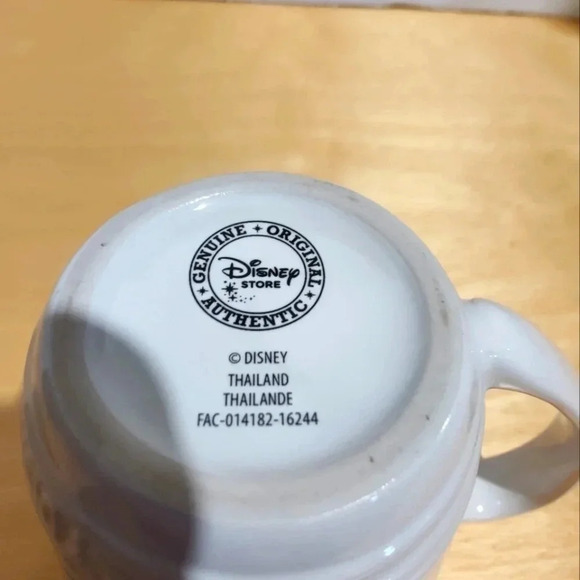 GENUINE ✦ ORIGINAL ✦ AUTHENTIC ✦
Disney
STORE
© DISNEY
THAILAND
THAILANDE
FAC-014182-16244